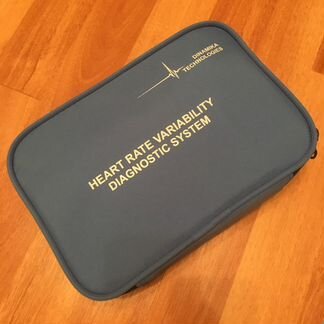 DINAMIKA
TECHNOLOGIES
HEART RATE VARIABILITY
DIAGNOSTIC SYSTEM